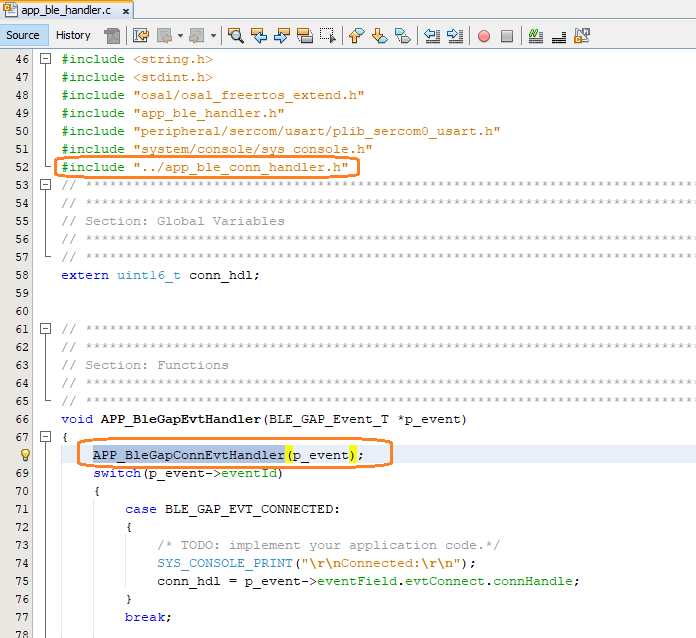 app_ble_handler.c x
Source History
46 #include <string.h>
47 #include <stdint.h>
48 #include "osal/osal_freertos_extend.h"
49 #include "app_ble_handler.h"
50 #include "peripheral/sercom/usart/plib_sercom0_usart.h"
51 #include "system/console/sys_console.h"
52 #include "../app_ble_conn_handler.h"
53 // *****************************************************************************
54 // *****************************************************************************
55 // Section: Global Variables
56 // *****************************************************************************
57 // *****************************************************************************
58 extern uint16_t conn_hdl;
59
60
61 // *****************************************************************************
62 // *****************************************************************************
63 // Section: Functions
64 // *****************************************************************************
65 // *****************************************************************************
66 void APP_BleGapEvtHandler(BLE_GAP_Event_T *p_event)
67 {
APP_BleGapConnEvtHandler(p_event);
69 switch(p_event->eventId)
70 {
71 case BLE_GAP_EVT_CONNECTED:
72 {
73 /* TODO: implement your application code.*/
74 SYS_CONSOLE_PRINT("\r\nConnected:\r\n");
75 conn_hdl = p_event->eventField.evtConnect.connHandle;
76 }
77 break;
78